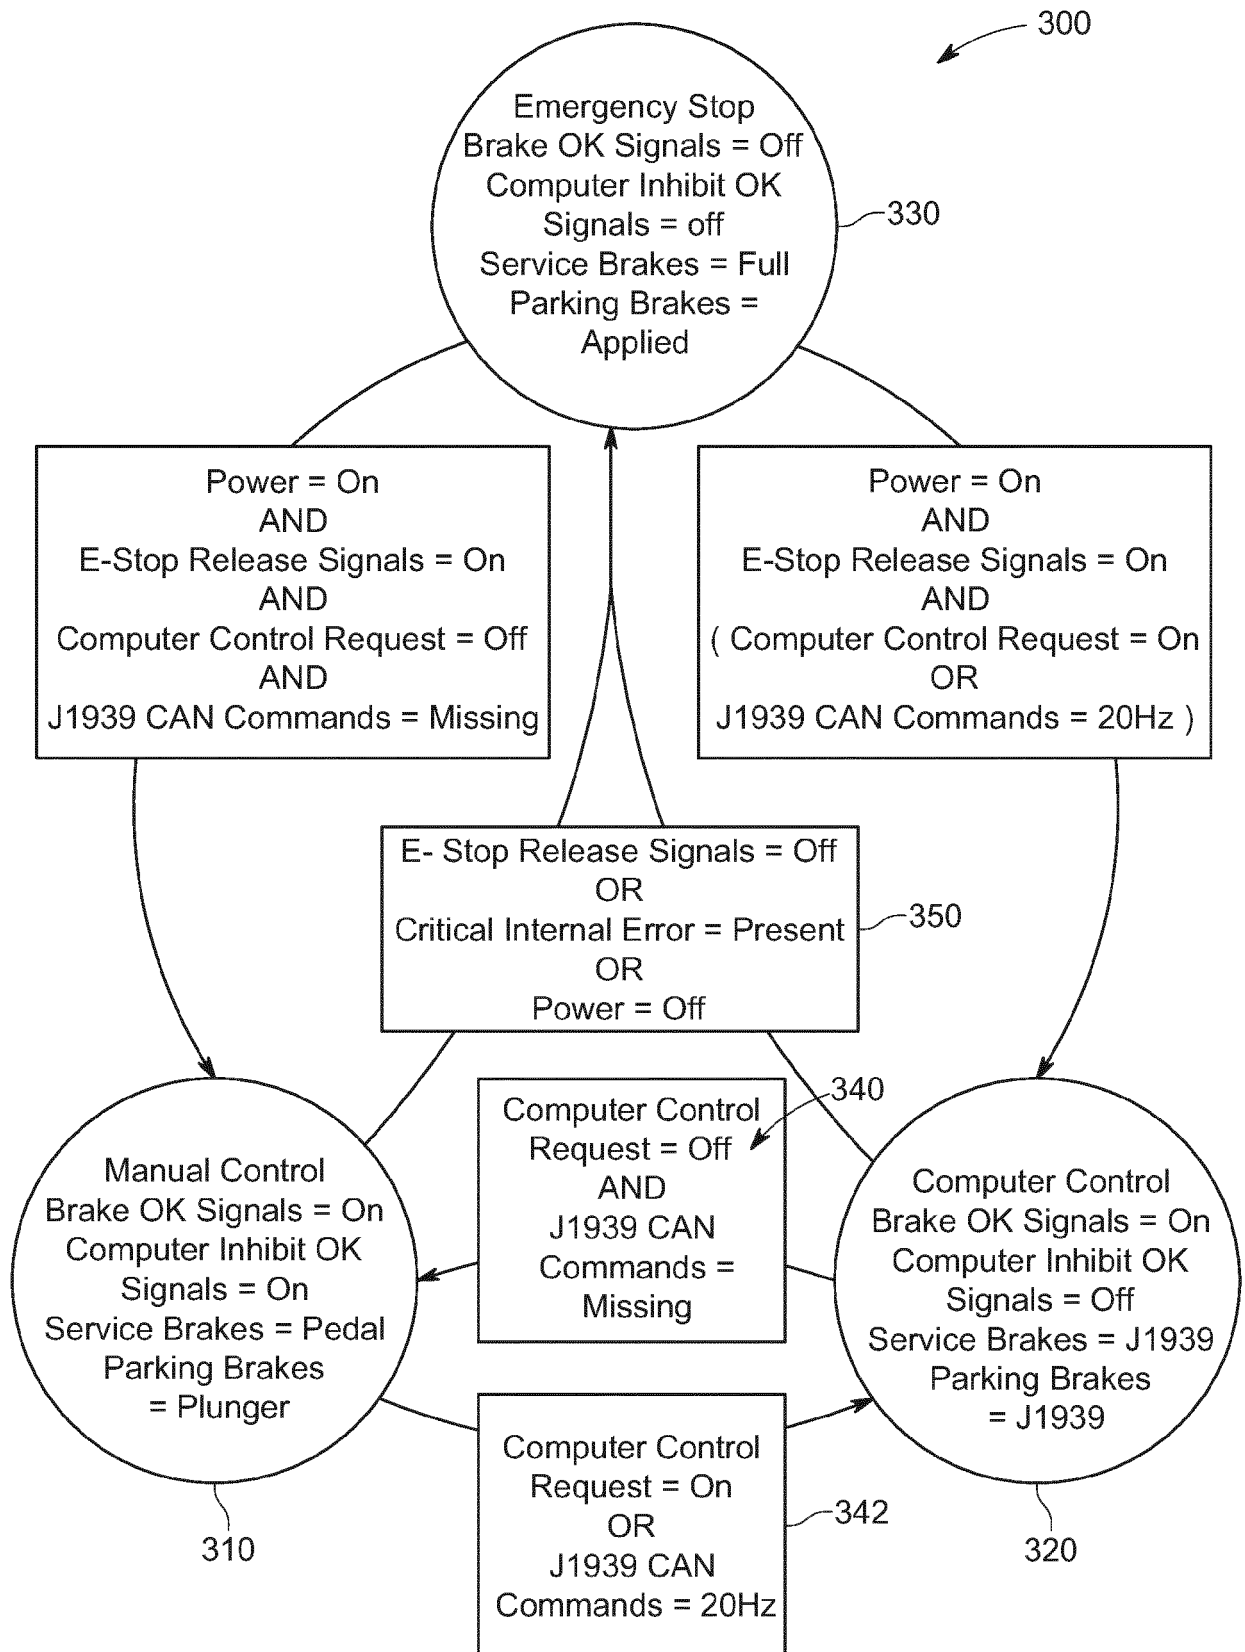 300
Emergency Stop
Brake OK Signals = Off
Computer Inhibit OK
Signals = off
Service Brakes = Full
Parking Brakes =
Applied
330
Power = On
AND
E-Stop Release Signals = On
AND
Computer Control Request = Off
AND
J1939 CAN Commands = Missing
Power = On
AND
E-Stop Release Signals = On
AND
( Computer Control Request = On
OR
J1939 CAN Commands = 20Hz )
E- Stop Release Signals = Off
OR
Critical Internal Error = Present
OR
Power = Off
350
Computer Control
Request = Off
AND
J1939 CAN
Commands =
Missing
340
Manual Control
Brake OK Signals = On
Computer Inhibit OK
Signals = On
Service Brakes = Pedal
Parking Brakes
= Plunger
310
Computer Control
Brake OK Signals = On
Computer Inhibit OK
Signals = Off
Service Brakes = J1939
Parking Brakes
= J1939
320
Computer Control
Request = On
OR
J1939 CAN
Commands = 20Hz
342